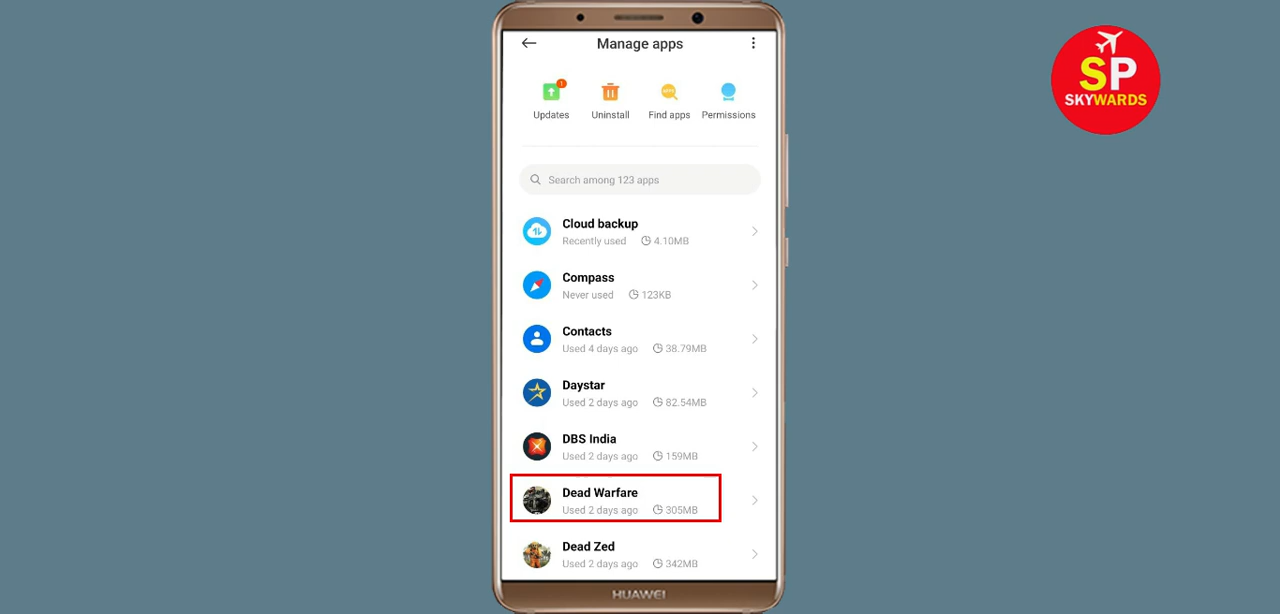 Manage apps
1
Updates
Uninstall
Find apps
Permissions
Search among 123 apps
Cloud backup
Recently used 4.10MB
Compass
Never used 123KB
Contacts
Used 4 days ago 38.79MB
Daystar
Used 2 days ago 82.54MB
DBS India
Used 2 days ago 159MB
Dead Warfare
Used 2 days ago 305MB
Dead Zed
Used 2 days ago 342MB
HUAWEI
SP
SKYWARDS